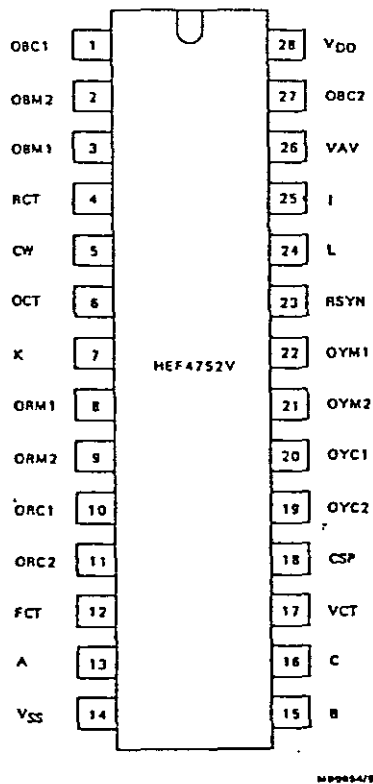 OBC1 1 28 VDD
OBM2 2 27 OBC2
OBM1 3 26 VAV
RCT 4 25 I
CW 5 24 L
OCT 6 23 RSYN
K 7 22 OYM1
HEF4752V
ORM1 8 21 OYM2
ORM2 9 20 OYC1
ORC1 10 19 OYC2
ORC2 11 18 CSP
FCT 12 17 VCT
A 13 16 C
VSS 14 15 B